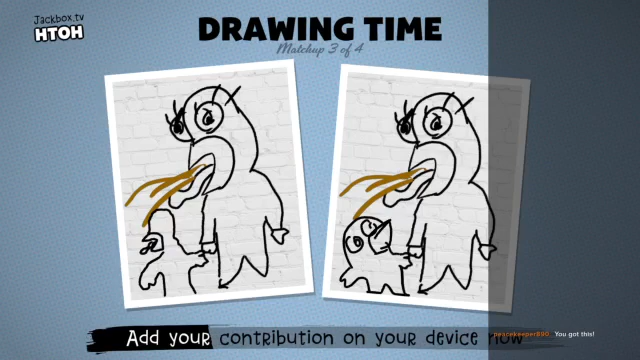 Jackbox.tv
HTOH
DRAWING TIME
Matchup 3 of 4
peacekeeper890 You got this!
Add your contribution on your device now